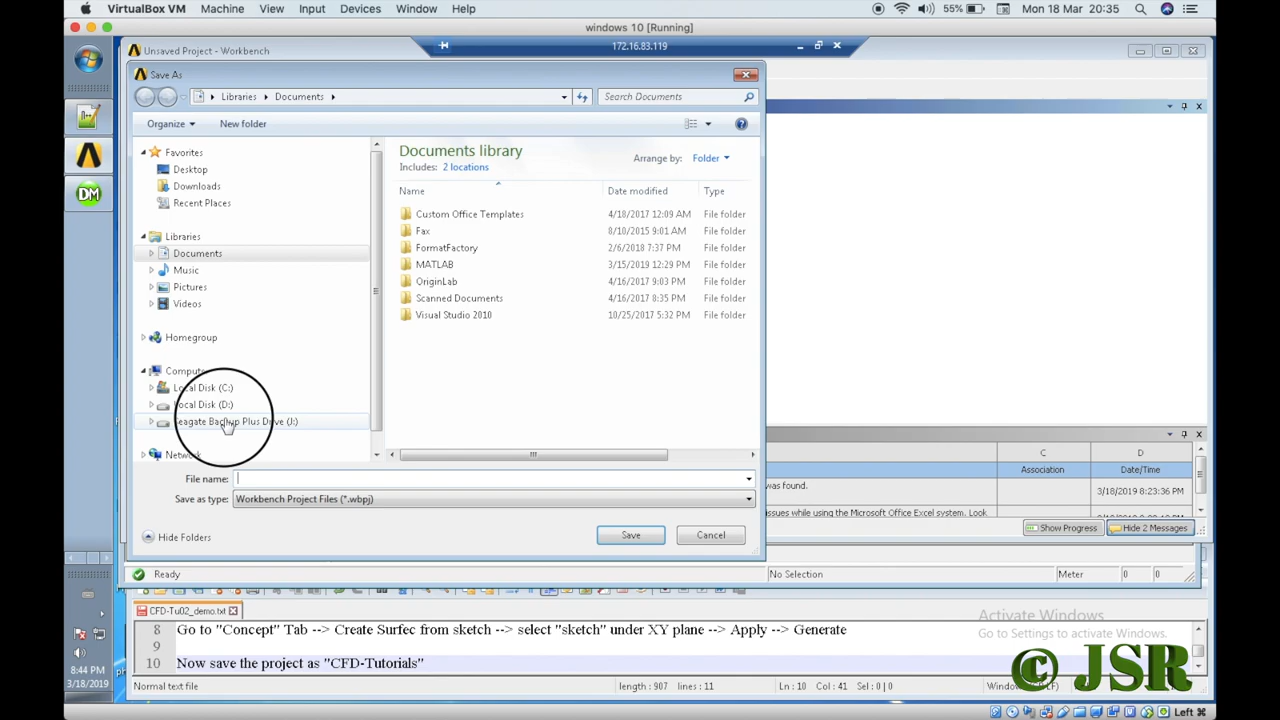 VirtualBox VM Machine View Input Devices Window Help 55% Mon 18 Mar 20:35
windows 10 [Running]
Unsaved Project - Workbench
172.16.83.119
Save As
Libraries Documents
Search Documents
Organize New folder
Favorites
Desktop
Downloads
Recent Places
Libraries
Documents
Music
Pictures
Videos
Homegroup
Computer
Local Disk (C:)
Local Disk (D:)
Seagate Backup Plus Drive (J:)
Network
Documents library
Includes: 2 locations
Arrange by: Folder
Name Date modified Type
Custom Office Templates 4/18/2017 12:09 AM File folder
Fax 8/18/2015 9:01 AM File folder
FormatFactory 2/6/2018 7:37 PM File folder
MATLAB 3/15/2019 12:29 PM File folder
OriginLab 4/16/2017 9:03 PM File folder
Scanned Documents 4/16/2017 8:35 PM File folder
Visual Studio 2010 10/25/2017 5:32 PM File folder
File name:
Save as type: Workbench Project Files (*.wbpj)
Hide Folders
Save Cancel
C D
Association Date/Time
was found. 3/18/2019 8:23:36 PM
issues while using the Microsoft Office Excel system. Look
Show Progress Hide 2 Messages
Ready
No Selection Meter 0 0
CFD-Tu02_demo.txt
8 Go to "Concept" Tab --> Create Surfec from sketch --> select "sketch" under XY plane --> Apply --> Generate
9
10 Now save the project as "CFD-Tutorials"
Normal text file length : 907 lines : 11 Ln : 10 Col : 41 Sel : 0 | 0
Activate Windows
Go to Settings to activate Windows.
DM
8:44 PM
3/18/2019
© JSR
Left ⌘